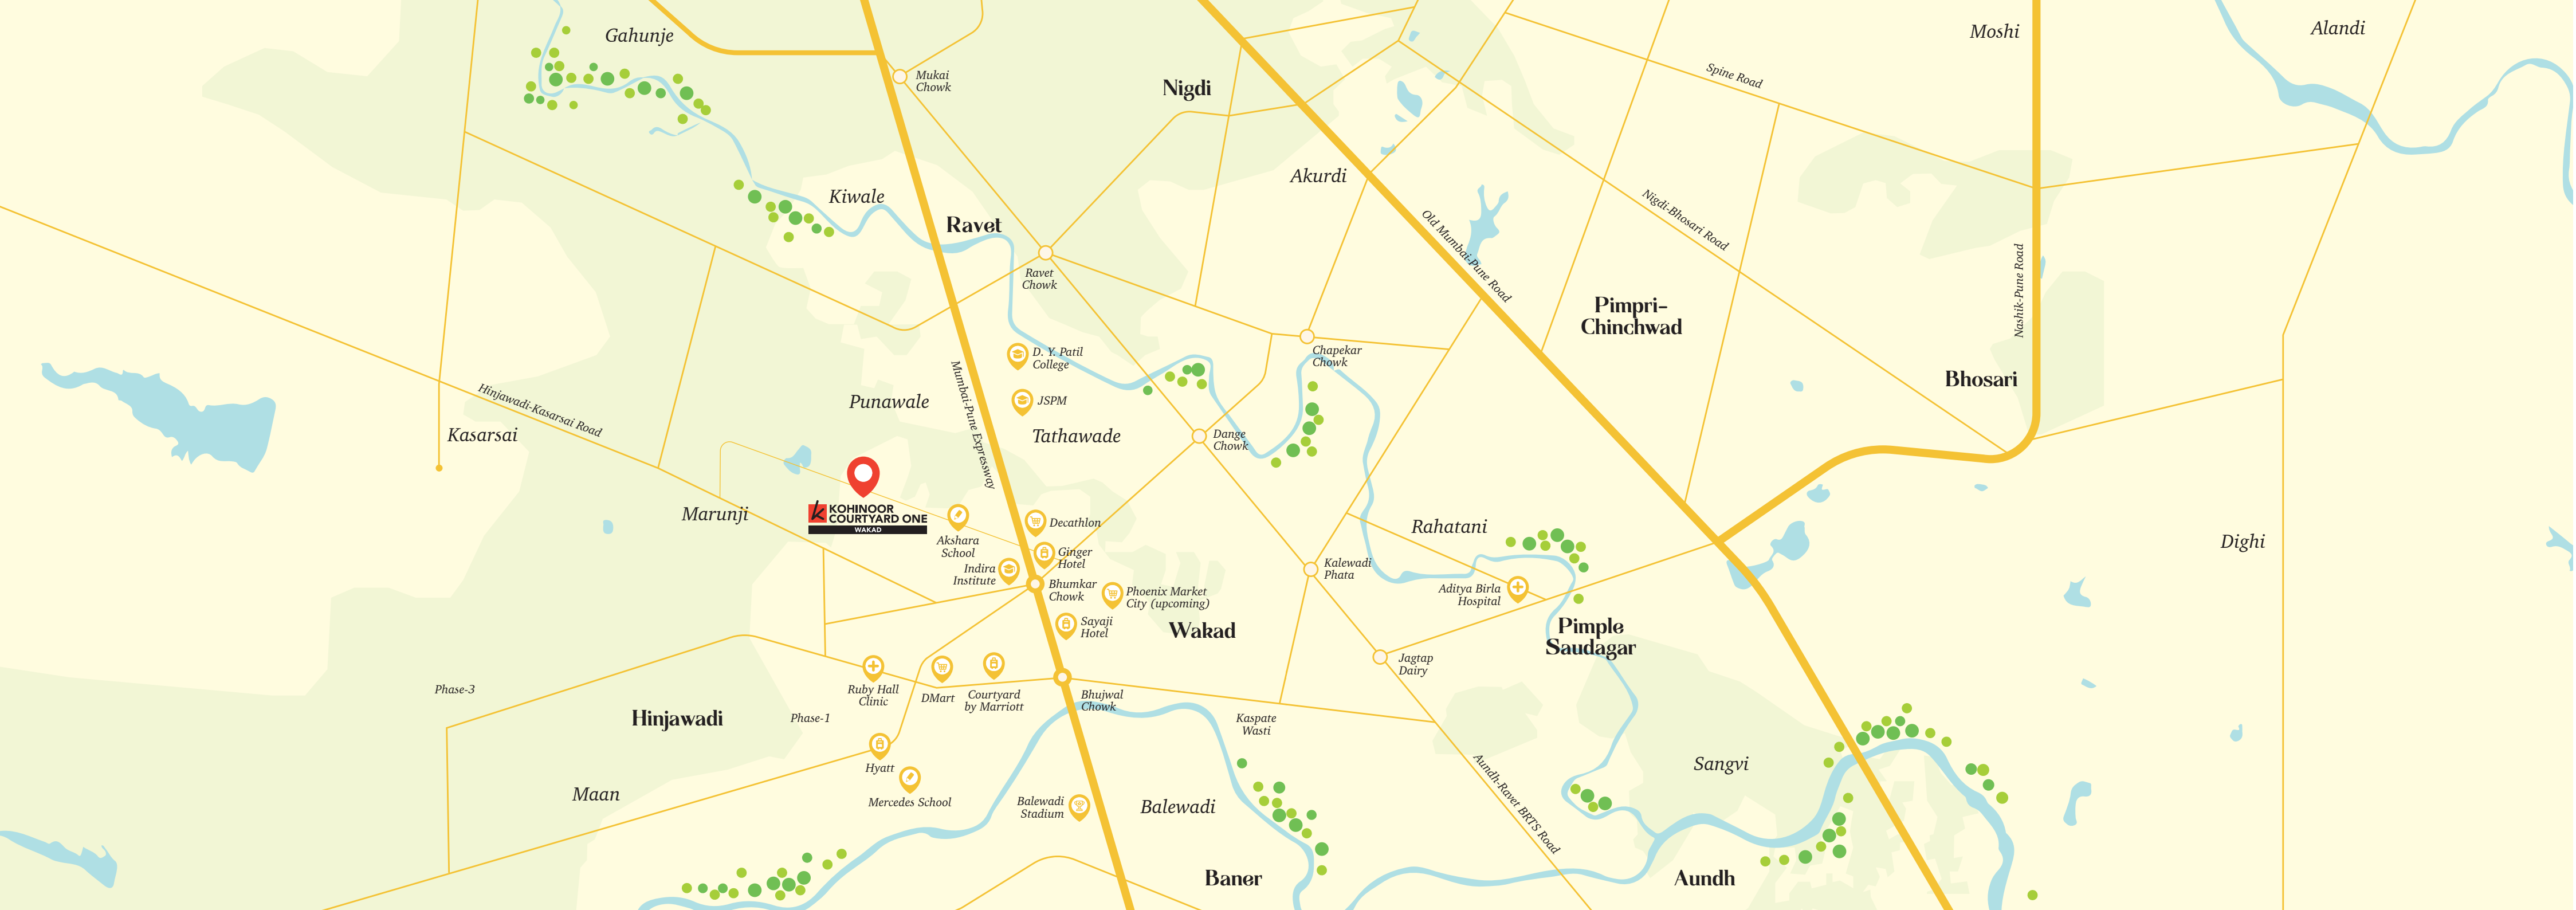 Gahunje
Moshi
Alandi
Mukai
Chowk
Nigdi
Spine Road
Akurdi
Kiwale
Ravet
Nigdi-Bhosari Road
Old Mumbai-Pune Road
Nashik-Pune Road
Ravet
Chowk
Pimpri-
Chinchwad
D. Y. Patil
College
Chapekar
Chowk
Bhosari
Mumbai-Pune Expressway
Hinjawadi-Kasarsai Road
Punawale
JSPM
Kasarsai
Tathawade
Dange
Chowk
Marunji
k KOHINOOR
COURTYARD ONE
WAKAD
Akshara
School
Decathlon
Rahatani
Dighi
Ginger
Hotel
Indira
Institute
Bhumkar
Chowk
Kalewadi
Phata
Phoenix Market
City (upcoming)
Aditya Birla
Hospital
Sayaji
Hotel
Wakad
Pimple
Saudagar
Jagtap
Dairy
Phase-3
Ruby Hall
Clinic
DMart
Courtyard
by Marriott
Bhujwal
Chowk
Hinjawadi
Phase-1
Kaspate
Wasti
Hyatt
Aundh-Ravet BRTS Road
Sangvi
Maan
Mercedes School
Balewadi
Stadium
Balewadi
Baner
Aundh